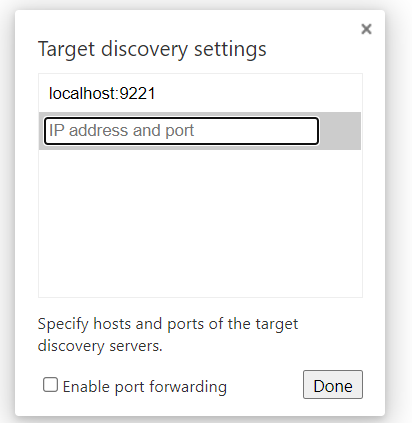 Target discovery settings
localhost:9221
IP address and port
Specify hosts and ports of the target
discovery servers.
Enable port forwarding
Done